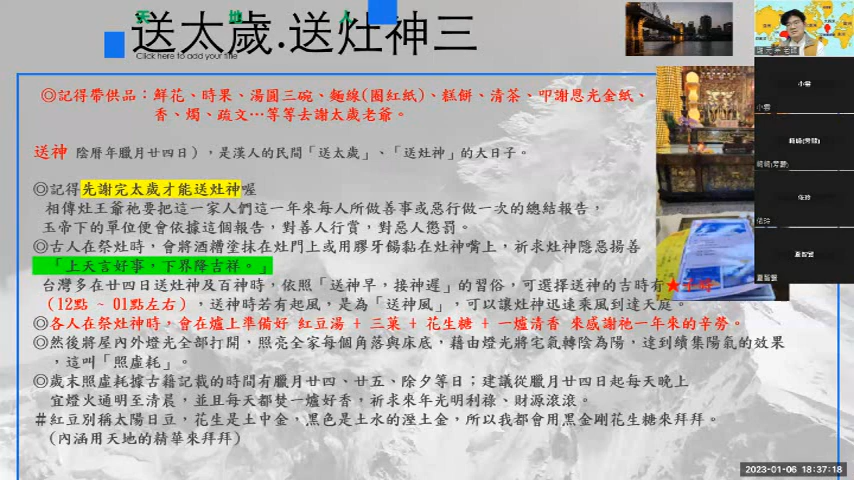 天 地 人
送太歲.送灶神三
Click here to add your title
◎記得帶供品：鮮花、時果、湯圓三碗、麵線(圈紅紙)、糕餅、清茶、叩謝恩光金紙、
香、燭、疏文…等等去謝太歲老爺。
送神 陰曆年臘月廿四日），是漢人的民間「送太歲」、「送灶神」的大日子。
◎記得先謝完太歲才能送灶神喔
相傳灶王爺祂要把這一家人們這一年來每人所做善事或惡行做一次的總結報告，
玉帝下的單位便會依據這個報告，對善人行賞，對惡人懲罰。
◎古人在祭灶時，會將酒糟塗抹在灶門上或用膠牙餳黏在灶神嘴上，祈求灶神隱惡揚善
「上天言好事，下界降吉祥。」
台灣多在廿四日送灶神及百神時，依照「送神早，接神遲」的習俗，可選擇送神的吉時有★
(12點 ~ 01點左右)，送神時若有起風，是為「送神風」，可以讓灶神迅速乘風到達天庭。
◎各人在祭灶神時，會在爐上準備好 紅豆湯 + 三菓 + 花生糖 + 一爐清香 來感謝祂一年來的辛勞。
◎然後將屋內外燈光全部打開，照亮全家每個角落與床底，藉由燈光將宅氣轉陰為陽，達到續集陽氣的效果
，這叫「照虛耗」。
◎歲末照虛耗據古籍記載的時間有臘月廿四、廿五、除夕等日；建議從臘月廿四日起每天晚上
宜燈火通明至清晨，並且每天都焚一爐好香，祈求來年光明利祿、財源滾滾。
＃紅豆別稱太陽日豆，花生是土中金，黑色是土水的溼土金，所以我都會用黑金剛花生糖來拜拜。
(內涵用天地的精華來拜拜)
小雲
小雲
依玲
依玲
2023-01-06 18:37:18